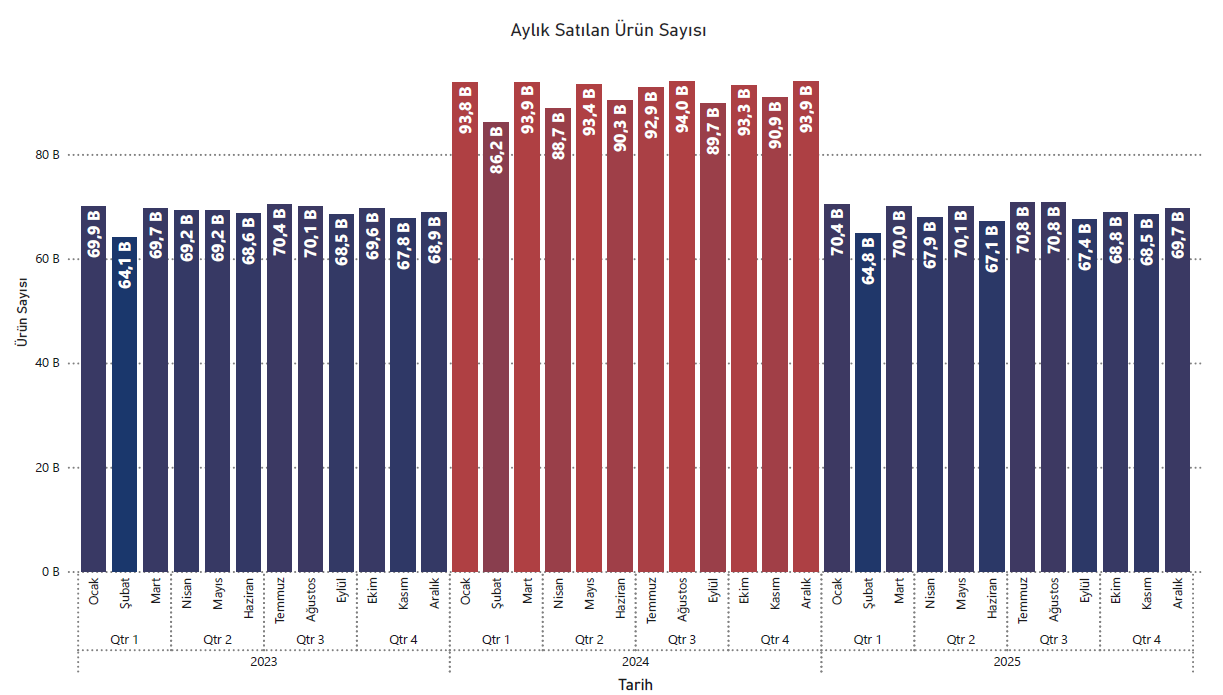 Aylık Satılan Ürün Sayısı
Ürün Sayısı
80 B
60 B
40 B
20 B
0 B
69,9 B 64,1 B 69,7 B 69,2 B 69,2 B 68,6 B 70,4 B 70,1 B 68,5 B 69,6 B 67,8 B 68,9 B 93,8 B 86,2 B 93,9 B 88,7 B 93,4 B 90,3 B 92,9 B 94,0 B 89,7 B 93,3 B 90,9 B 93,9 B 70,4 B 64,8 B 70,0 B 67,9 B 70,1 B 67,1 B 70,8 B 70,8 B 67,4 B 68,8 B 68,5 B 69,7 B
Ocak Şubat Mart Nisan Mayıs Haziran Temmuz Ağustos Eylül Ekim Kasım Aralık Ocak Şubat Mart Nisan Mayıs Haziran Temmuz Ağustos Eylül Ekim Kasım Aralık Ocak Şubat Mart Nisan Mayıs Haziran Temmuz Ağustos Eylül Ekim Kasım Aralık
Qtr 1 Qtr 2 Qtr 3 Qtr 4 Qtr 1 Qtr 2 Qtr 3 Qtr 4 Qtr 1 Qtr 2 Qtr 3 Qtr 4
2023 2024 2025
Tarih